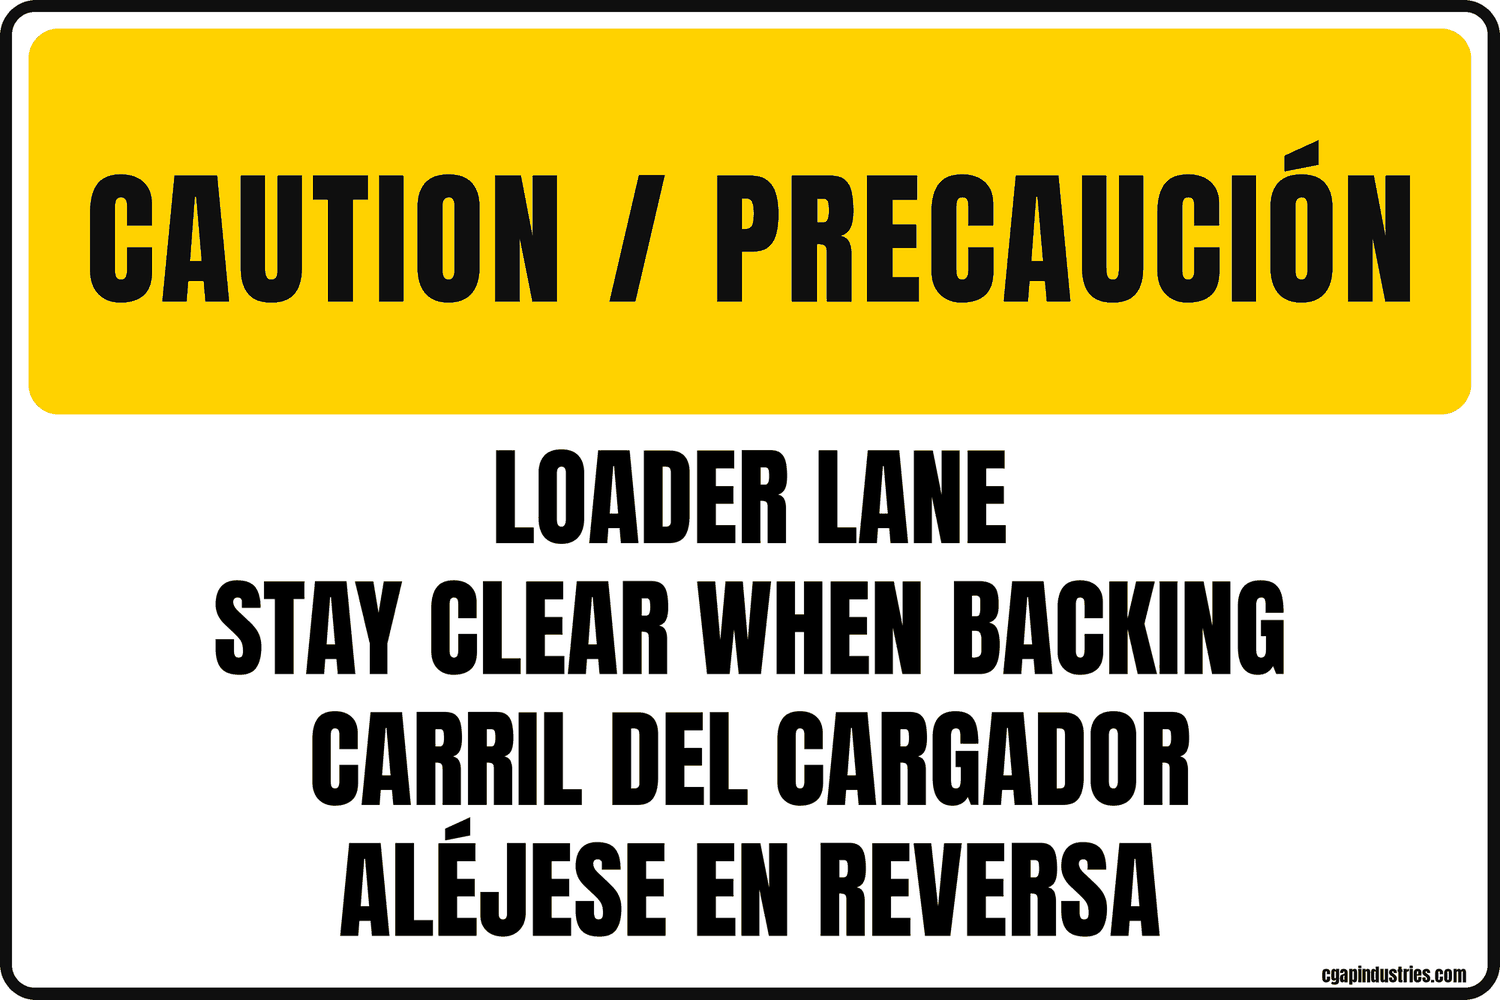 CAUTION / PRECAUCIÓN
LOADER LANE
STAY CLEAR WHEN BACKING
CARRIL DEL CARGADOR
ALÉJESE EN REVERSA
cgapindustries.com